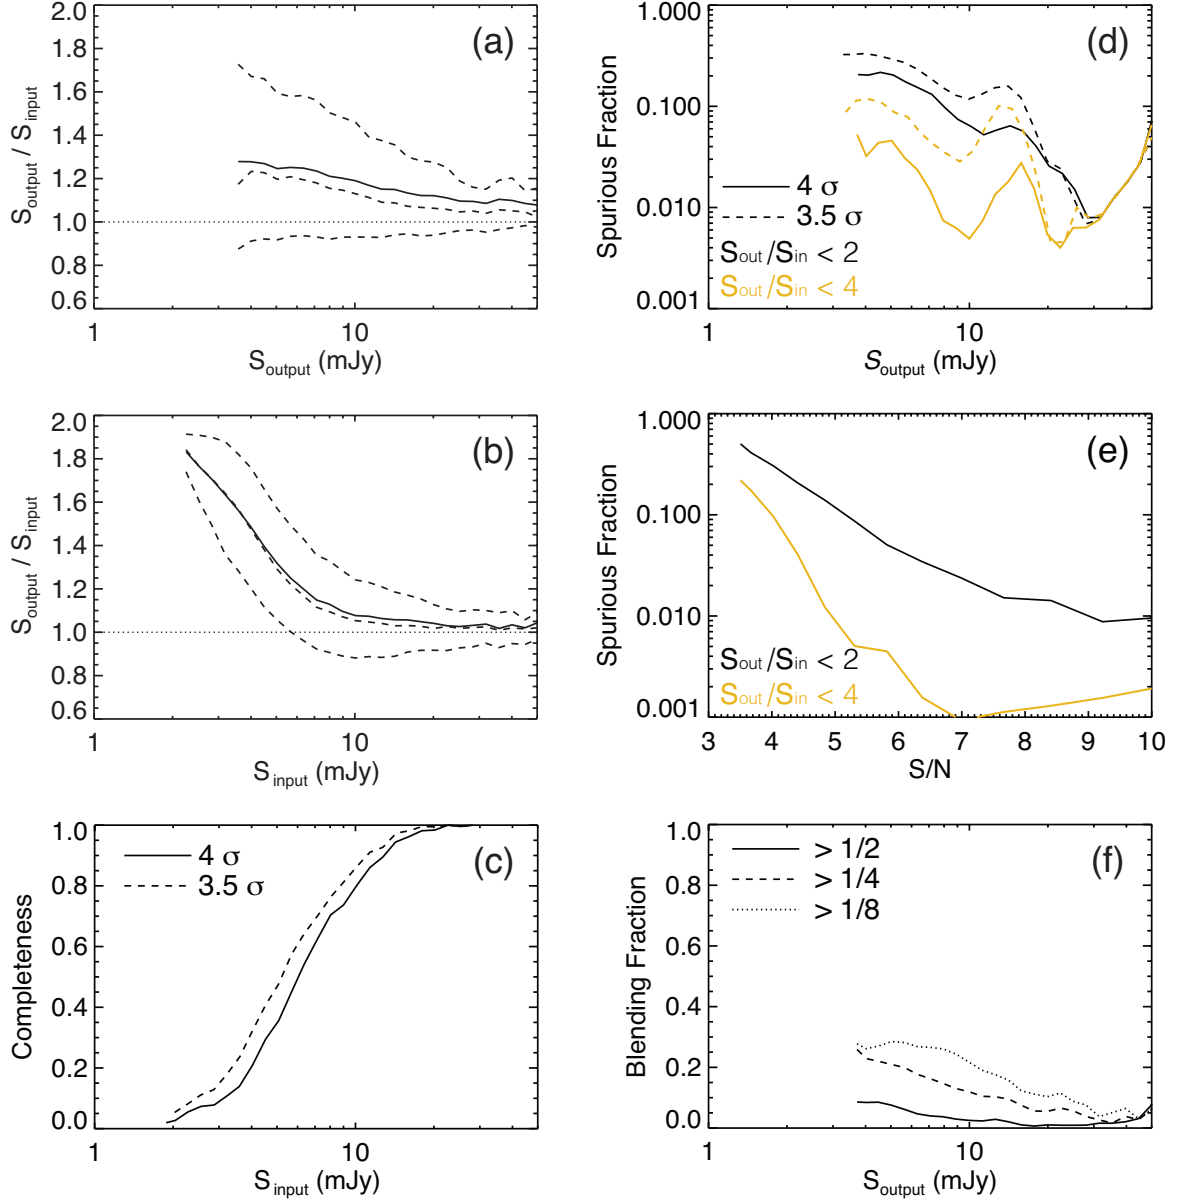 (a)
2.0
1.8
1.6
1.4
1.2
1.0
0.8
0.6
S_output / S_input
1
10
S_output (mJy)
(b)
2.0
1.8
1.6
1.4
1.2
1.0
0.8
0.6
S_output / S_input
1
10
S_input (mJy)
(c)
4 σ
3.5 σ
1.0
0.8
0.6
0.4
0.2
0.0
Completeness
1
10
S_input (mJy)
(d)
1.000
0.100
0.010
0.001
Spurious Fraction
4 σ
3.5 σ
S_out/S_in < 2
S_out/S_in < 4
1
10
S_output (mJy)
(e)
1.000
0.100
0.010
0.001
Spurious Fraction
S_out/S_in < 2
S_out/S_in < 4
3 4 5 6 7 8 9 10
S/N
(f)
> 1/2
> 1/4
> 1/8
1.0
0.8
0.6
0.4
0.2
0.0
Blending Fraction
1
10
S_output (mJy)